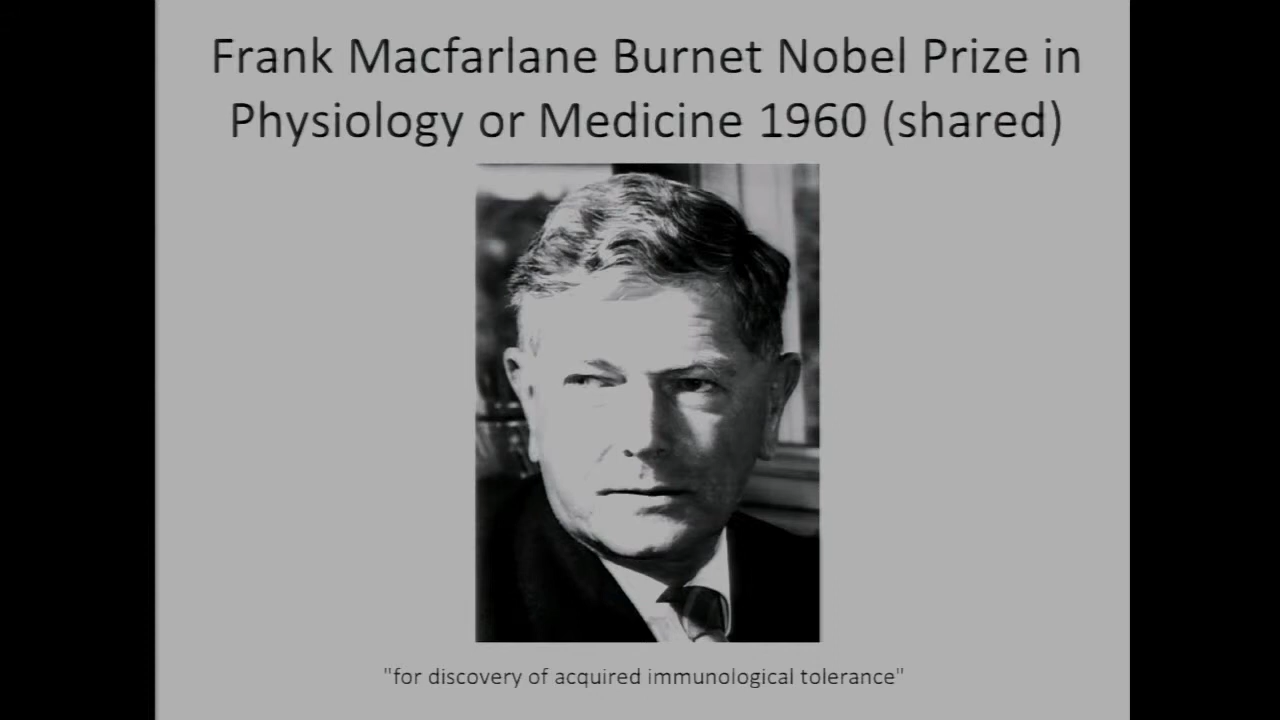 Frank Macfarlane Burnet Nobel Prize in
Physiology or Medicine 1960 (shared)
"for discovery of acquired immunological tolerance"